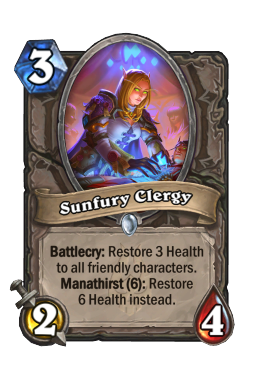 3
Sunfury Clergy
Battlecry: Restore 3 Health
to all friendly characters.
Manathirst (6): Restore
6 Health instead.
2
4